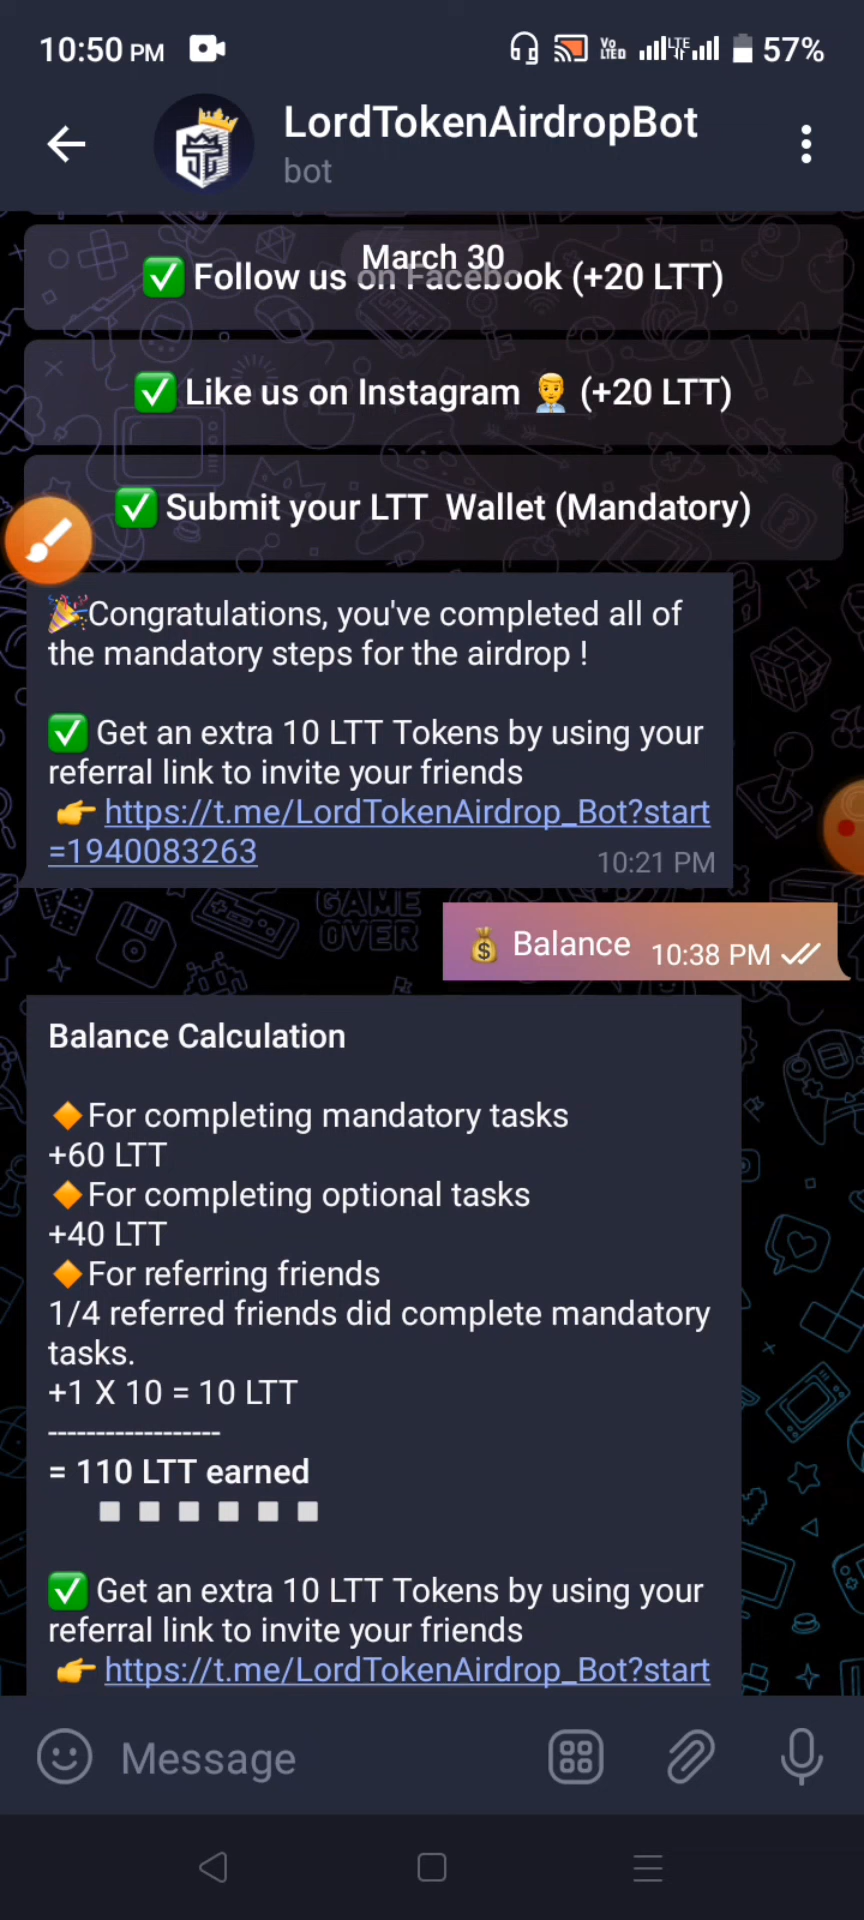 10:50 PM
Vo LTED
LTE
57%
LordTokenAirdropBot
bot
March 30
✅ Follow us on Facebook (+20 LTT)
✅ Like us on Instagram 👨‍💼 (+20 LTT)
✅ Submit your LTT  Wallet (Mandatory)
🎉Congratulations, you've completed all of
the mandatory steps for the airdrop !
✅ Get an extra 10 LTT Tokens by using your
referral link to invite your friends
👉 https://t.me/LordTokenAirdrop_Bot?start
=1940083263
10:21 PM
GAME
OVER
💰 Balance 10:38 PM
Balance Calculation
🔶For completing mandatory tasks
+60 LTT
🔶For completing optional tasks
+40 LTT
🔶For referring friends
1/4 referred friends did complete mandatory
tasks.
+1 X 10 = 10 LTT
------------------
= 110 LTT earned
◻️ ◻️ ◻️ ◻️ ◻️ ◻️
✅ Get an extra 10 LTT Tokens by using your
referral link to invite your friends
👉 https://t.me/LordTokenAirdrop_Bot?start
Message